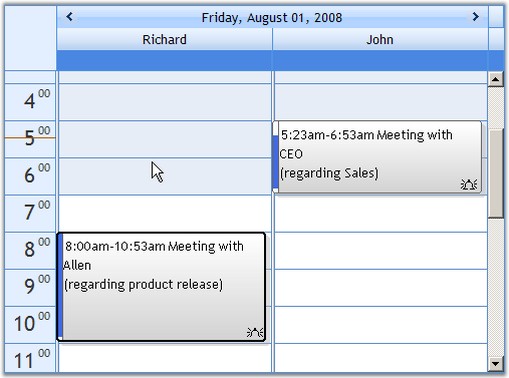 Friday, August 01, 2008
Richard
John
4 00
5 00
5:23am-6:53am Meeting with
CEO
(regarding Sales)
6 00
7 00
8 00
8:00am-10:53am Meeting with
Allen
(regarding product release)
9 00
10 00
11 00